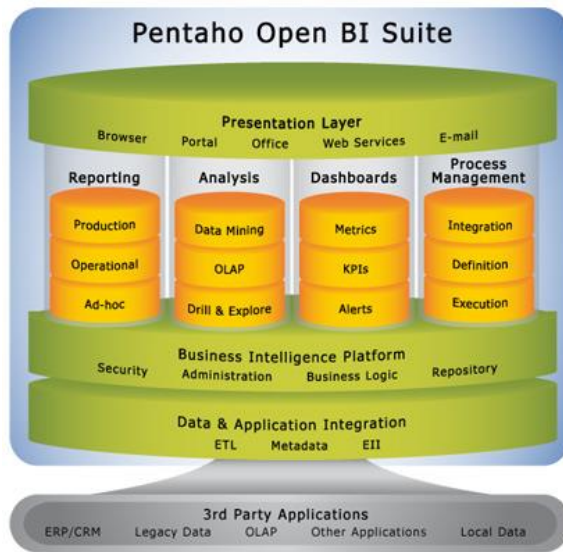 Pentaho Open BI Suite
Presentation Layer
Browser Portal Office Web Services E-mail
Reporting Analysis Dashboards Process Management
Production Data Mining Metrics Integration
Operational OLAP KPIs Definition
Ad-hoc Drill & Explore Alerts Execution
Business Intelligence Platform
Security Administration Business Logic Repository
Data & Application Integration
ETL Metadata EII
3rd Party Applications
ERP/CRM Legacy Data OLAP Other Applications Local Data